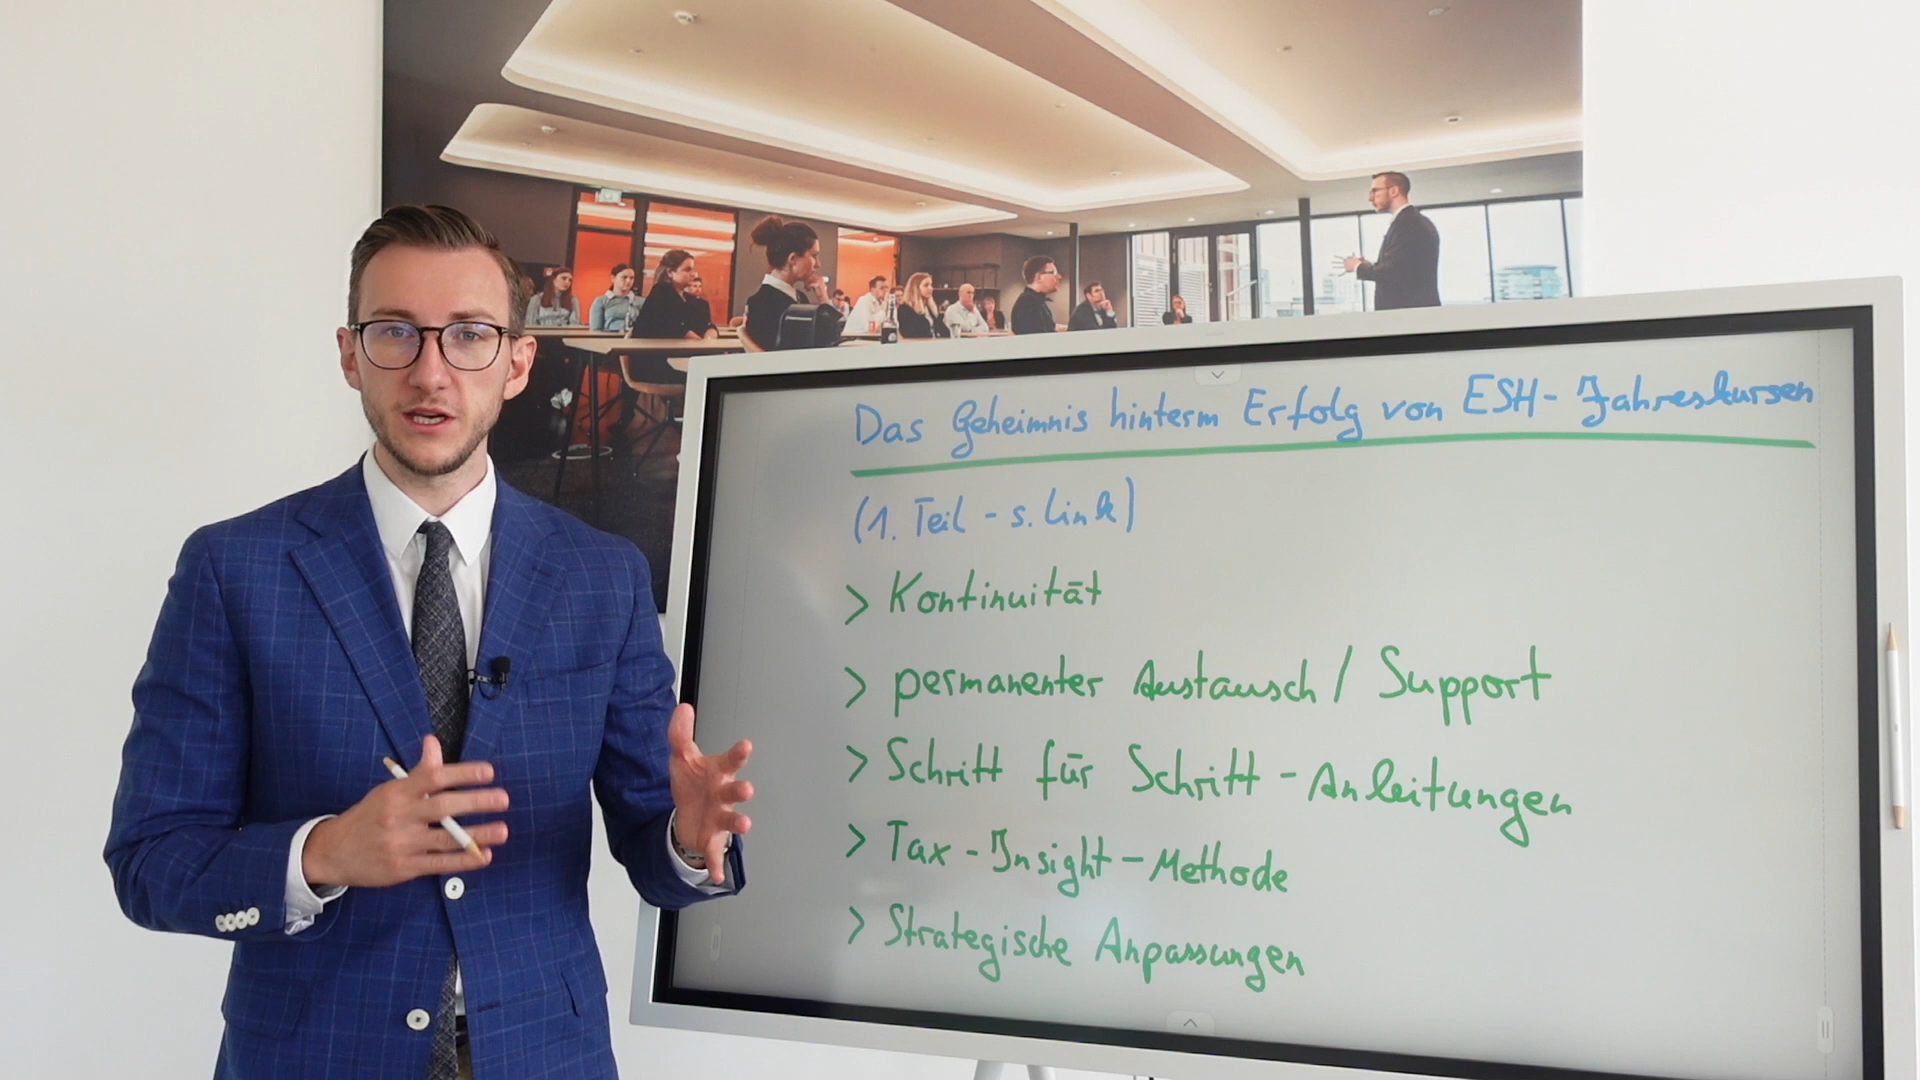 Das Geheimnis hinterm Erfolg von ESH-Jahreskursen
(1. Teil - s. Link)
> Kontinuität
> permanenter Austausch / Support
> Schritt für Schritt - Anleitungen
> Tax - Insight - Methode
> Strategische Anpassungen